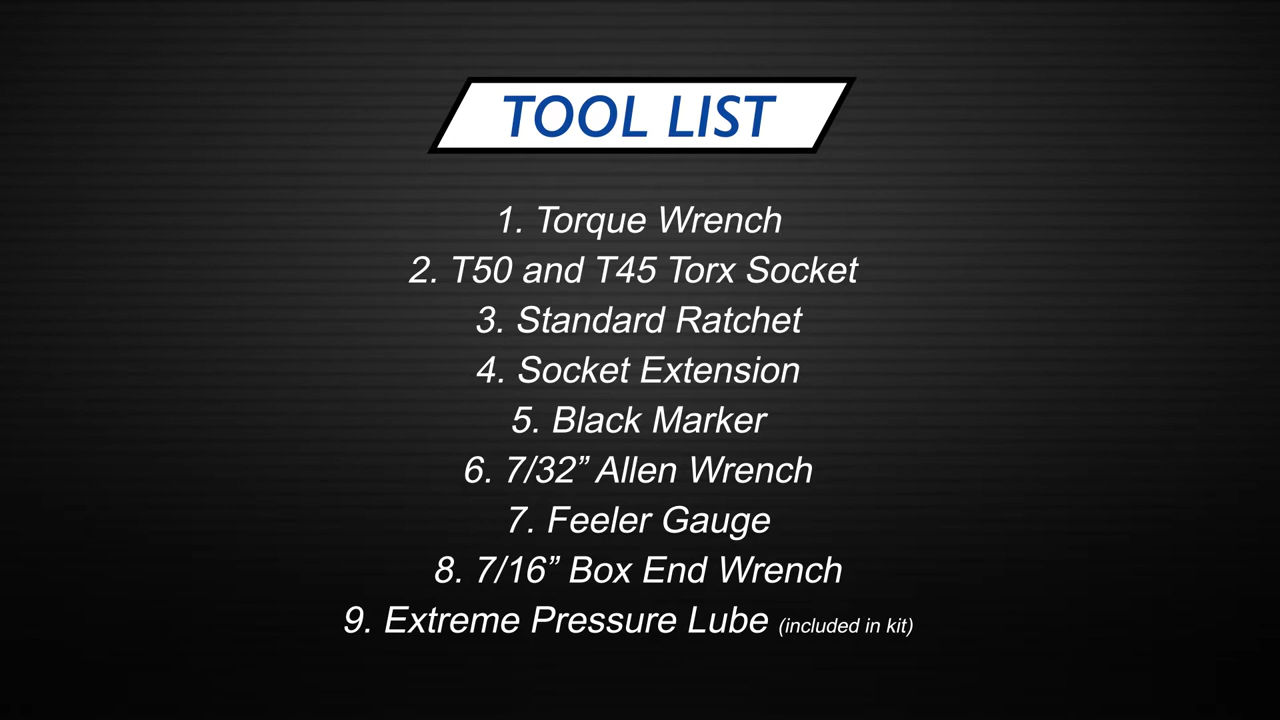 TOOL LIST
1. Torque Wrench
2. T50 and T45 Torx Socket
3. Standard Ratchet
4. Socket Extension
5. Black Marker
6. 7/32” Allen Wrench
7. Feeler Gauge
8. 7/16” Box End Wrench
9. Extreme Pressure Lube (included in kit)